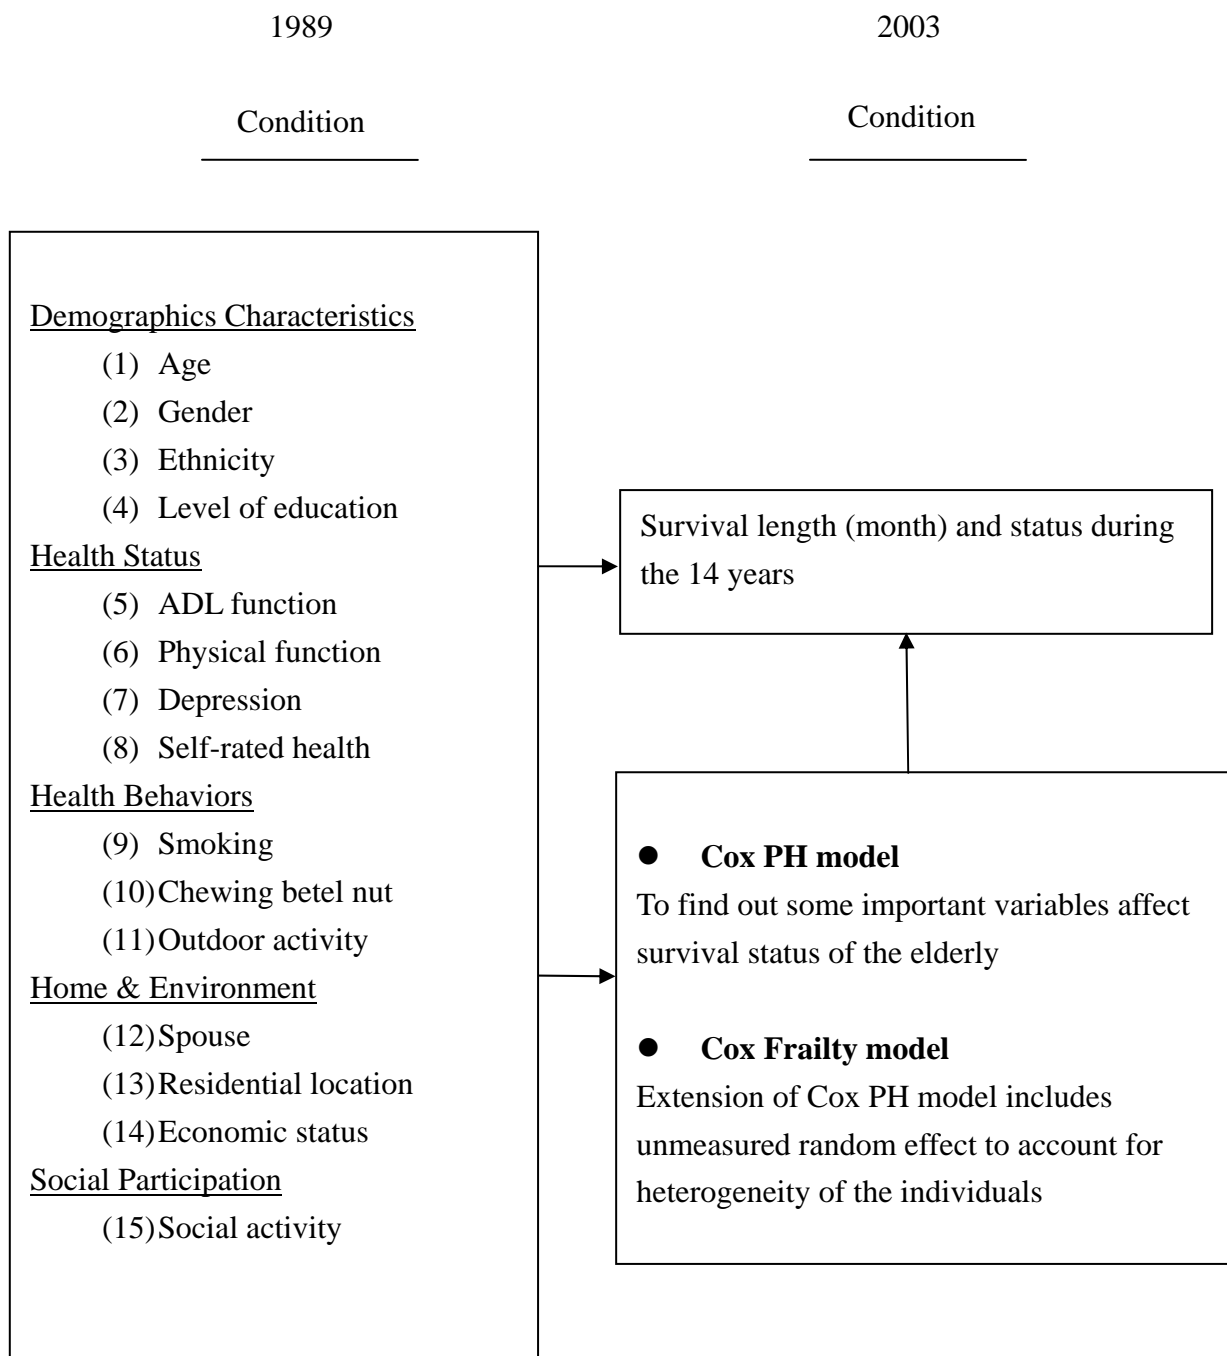 1989
2003
Condition
Condition
Demographics Characteristics
(1) Age
(2) Gender
(3) Ethnicity
(4) Level of education
Health Status
(5) ADL function
(6) Physical function
(7) Depression
(8) Self-rated health
Health Behaviors
(9) Smoking
(10) Chewing betel nut
(11) Outdoor activity
Home & Environment
(12) Spouse
(13) Residential location
(14) Economic status
Social Participation
(15) Social activity
Survival length (month) and status during
the 14 years
● Cox PH model
To find out some important variables affect
survival status of the elderly
● Cox Frailty model
Extension of Cox PH model includes
unmeasured random effect to account for
heterogeneity of the individuals